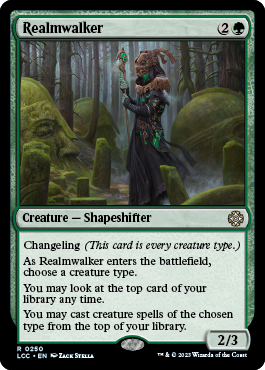 Realmwalker 2
Creature — Shapeshifter
Changeling (This card is every creature type.)
As Realmwalker enters the battlefield,
choose a creature type.
You may look at the top card of your
library any time.
You may cast creature spells of the chosen
type from the top of your library.
2/3
R 0250
LCC • EN ZACK STELLA ™ & © 2023 Wizards of the Coast